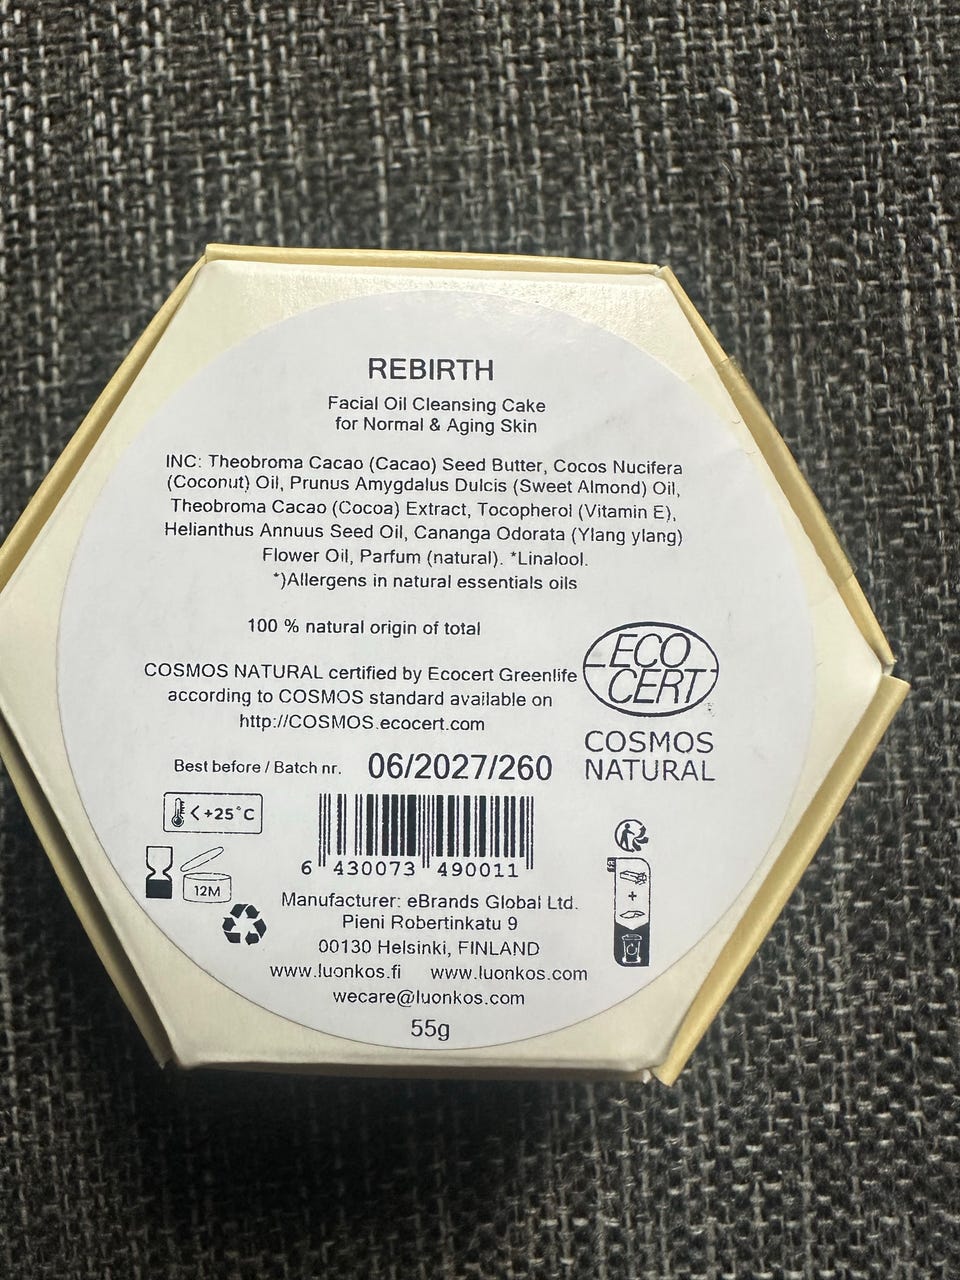 REBIRTH
Facial Oil Cleansing Cake
for Normal & Aging Skin
INC: Theobroma Cacao (Cacao) Seed Butter, Cocos Nucifera
(Coconut) Oil, Prunus Amygdalus Dulcis (Sweet Almond) Oil,
Theobroma Cacao (Cocoa) Extract, Tocopherol (Vitamin E),
Helianthus Annuus Seed Oil, Cananga Odorata (Ylang ylang)
Flower Oil, Parfum (natural). *Linalool.
*)Allergens in natural essentials oils
100 % natural origin of total
COSMOS NATURAL certified by Ecocert Greenlife
according to COSMOS standard available on
http://COSMOS.ecocert.com
ECO
CERT
COSMOS
NATURAL
Best before / Batch nr. 06/2027/260
<+25°C
12M
6 430073 490011
FR
+
Manufacturer: eBrands Global Ltd.
Pieni Robertinkatu 9
00130 Helsinki, FINLAND
www.luonkos.fi www.luonkos.com
wecare@luonkos.com
55g